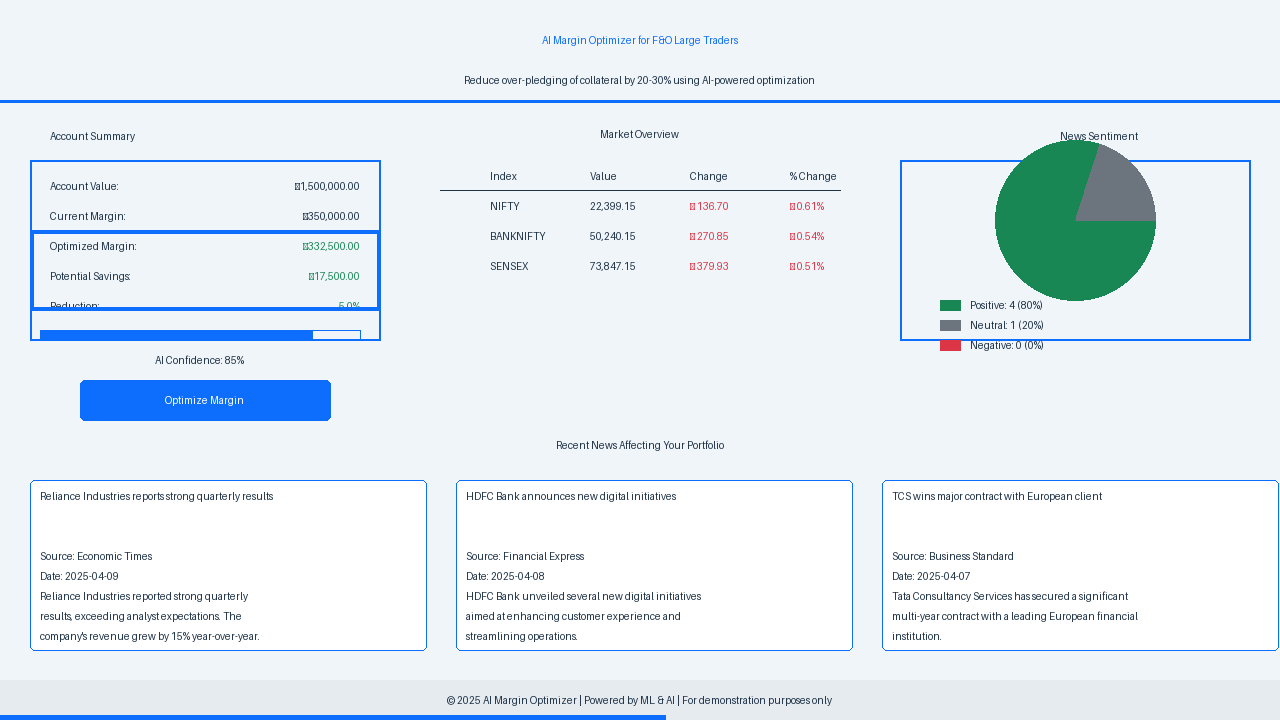 AI Margin Optimizer for F&O Large Traders
Reduce over-pledging of collateral by 20-30% using AI-powered optimization
Account Summary
Account Value: 1,500,000.00
Current Margin: 350,000.00
Optimized Margin: 332,500.00
Potential Savings: 17,500.00
Reduction: 5.0%
AI Confidence: 85%
Optimize Margin
Market Overview
Index Value Change % Change
NIFTY 22,399.15 136.70 0.61%
BANKNIFTY 50,240.15 270.85 0.54%
SENSEX 73,847.15 379.93 0.51%
News Sentiment
Positive: 4 (80%)
Neutral: 1 (20%)
Negative: 0 (0%)
Recent News Affecting Your Portfolio
Reliance Industries reports strong quarterly results
Source: Economic Times
Date: 2025-04-09
Reliance Industries reported strong quarterly
results, exceeding analyst expectations. The
company's revenue grew by 15% year-over-year.
HDFC Bank announces new digital initiatives
Source: Financial Express
Date: 2025-04-08
HDFC Bank unveiled several new digital initiatives
aimed at enhancing customer experience and
streamlining operations.
TCS wins major contract with European client
Source: Business Standard
Date: 2025-04-07
Tata Consultancy Services has secured a significant
multi-year contract with a leading European financial
institution.
© 2025 AI Margin Optimizer | Powered by ML & AI | For demonstration purposes only